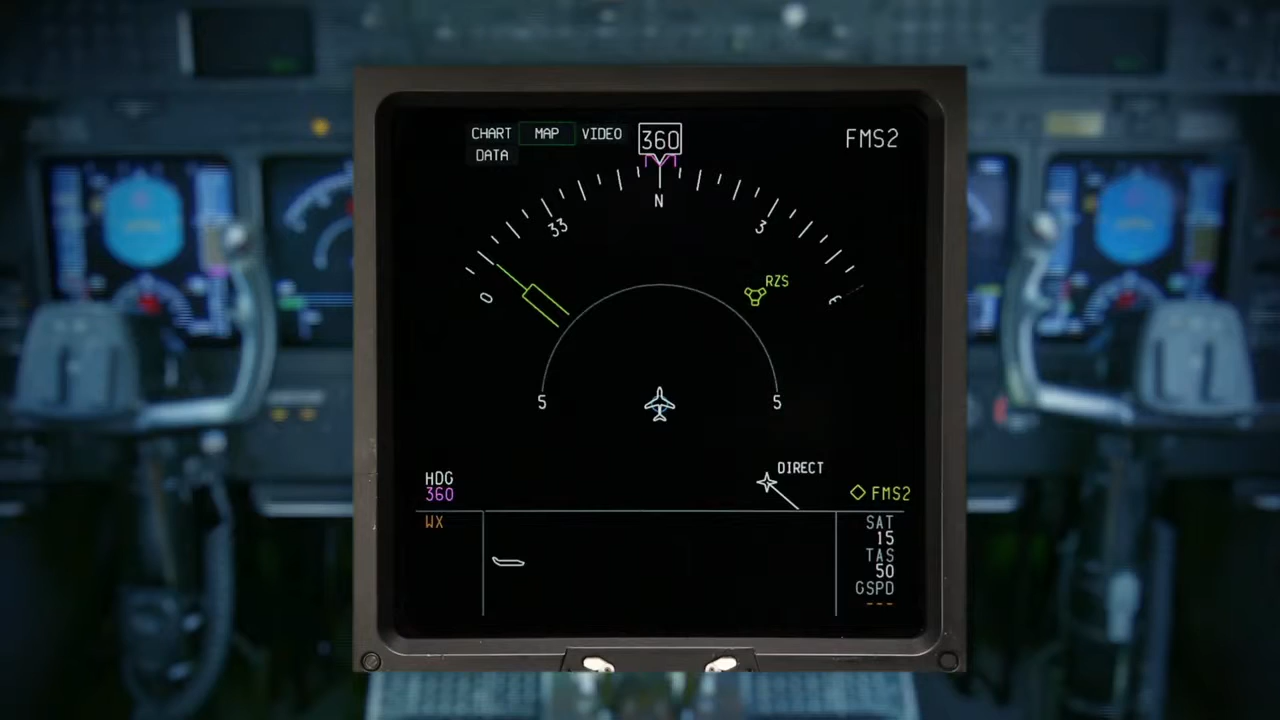 CHART MAP VIDEO
DATA
360
FMS2
N
33
3
RZS
5
5
DIRECT
HDG
360
FMS2
WX
SAT
15
TAS
50
GSPD
---